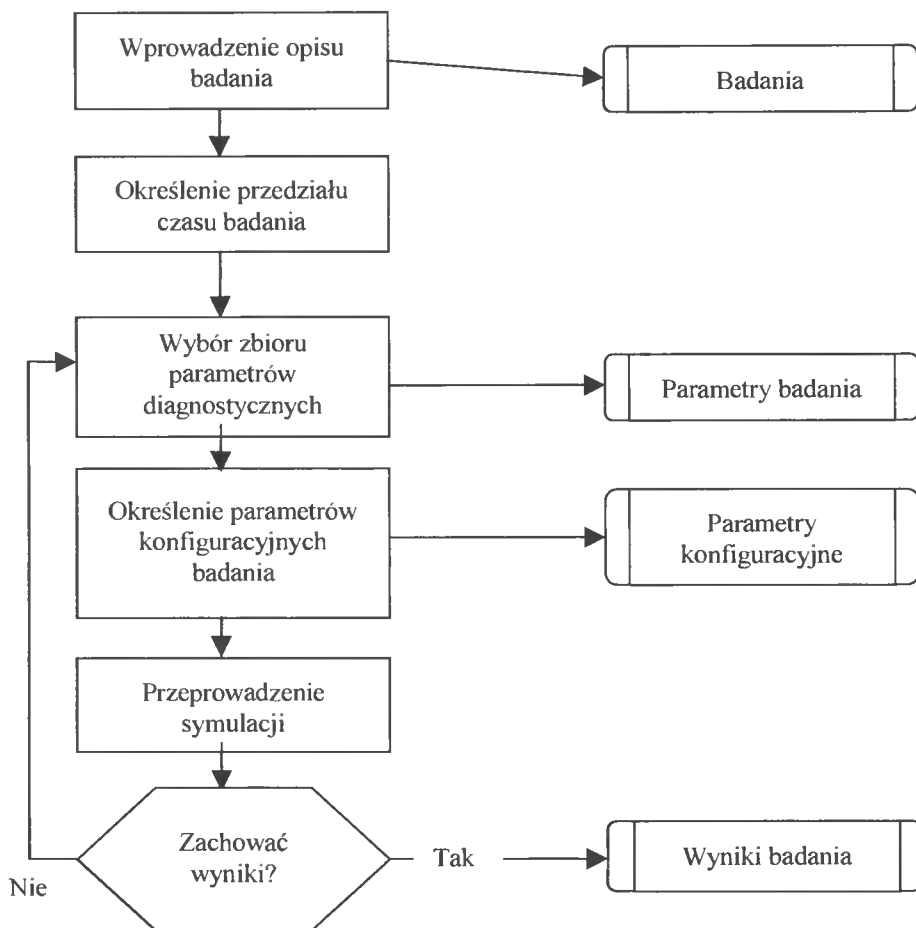 Wprowadzenie opisu
badania
Badania
Określenie przedziału
czasu badania
Wybór zbioru
parametrów
diagnostycznych
Parametry badania
Określenie parametrów
konfiguracyjnych
badania
Parametry
konfiguracyjne
Przeprowadzenie
symulacji
Zachować
wyniki?
Tak
Wyniki badania
Nie